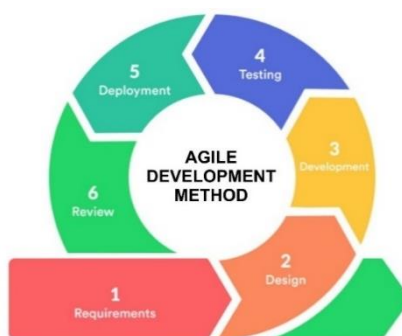 1
Requirements
2
Design
3
Development
4
Testing
5
Deployment
6
Review
AGILE
DEVELOPMENT
METHOD